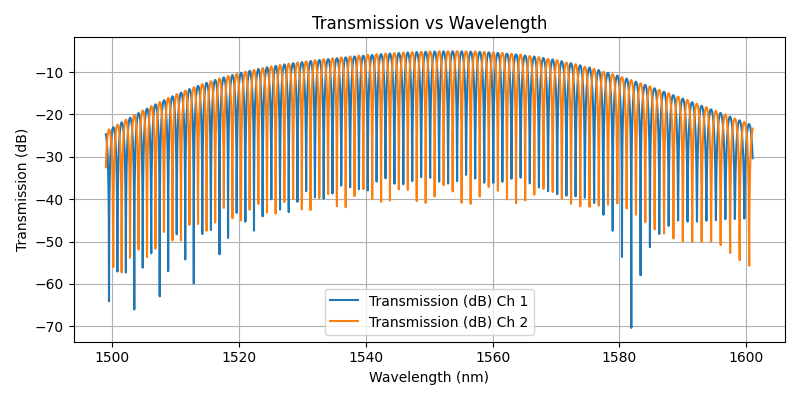 Transmission vs Wavelength
Transmission (dB)
−10
−20
−30
−40
−50
−60
−70
Transmission (dB) Ch 1
Transmission (dB) Ch 2
1500 1520 1540 1560 1580 1600
Wavelength (nm)